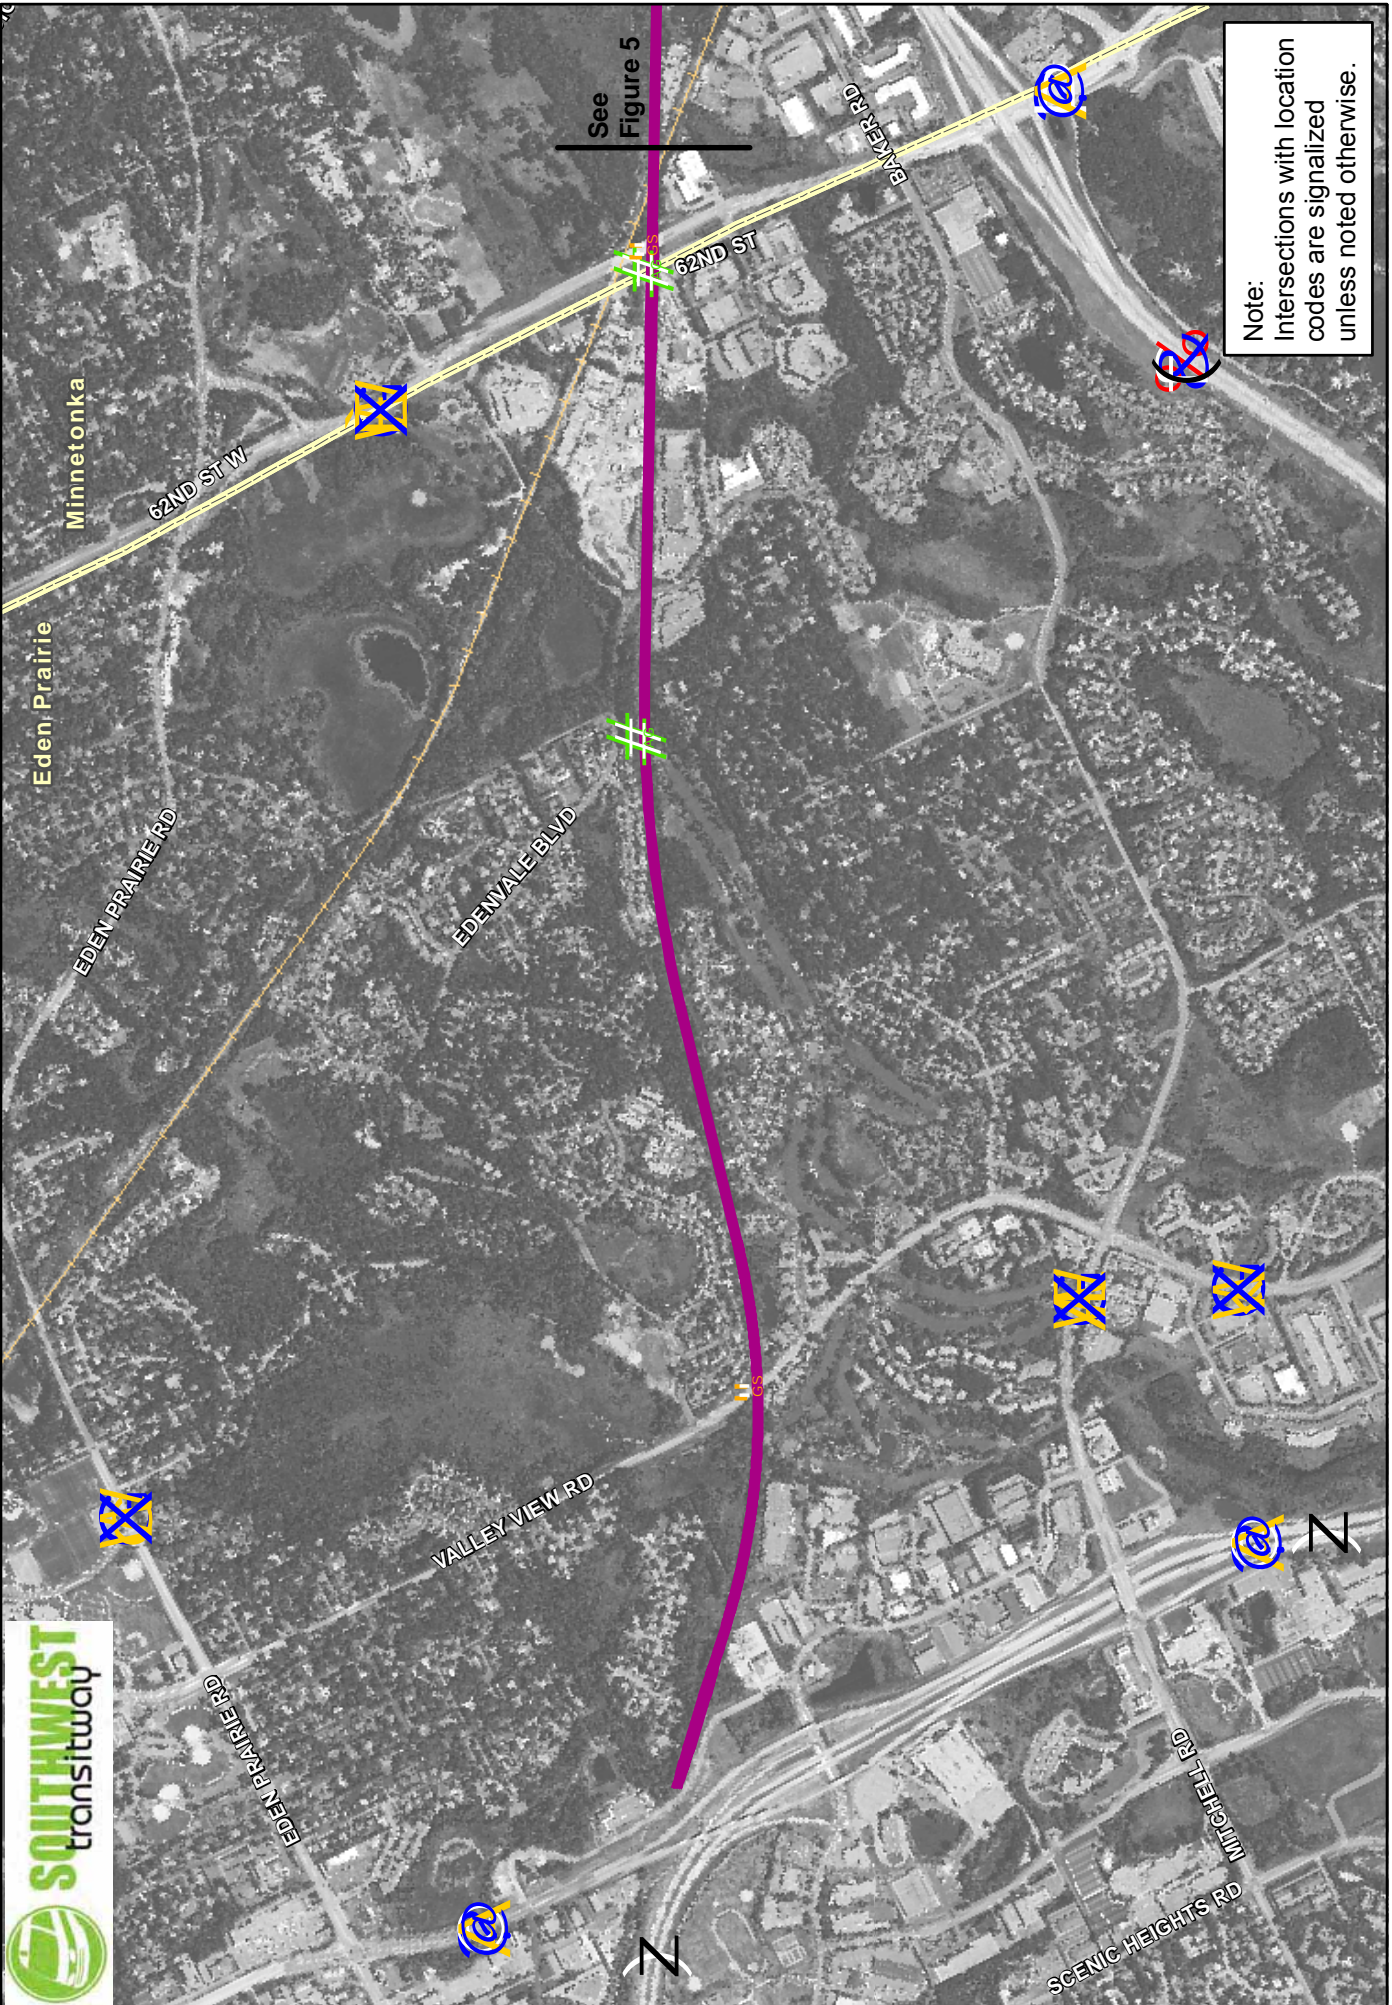 SOUTHWEST
transitway
Minnetonka
Eden Prairie
62ND ST W
62ND ST
See
Figure 5
BAKER RD
EDEN PRAIRIE RD
EDENVALE BLVD
VALLEY VIEW RD
EDEN PRAIRIE RD
MITCHELL RD
SCENIC HEIGHTS RD
GS
GS
@
@
@
Note:
Intersections with location
codes are signalized
unless noted otherwise.